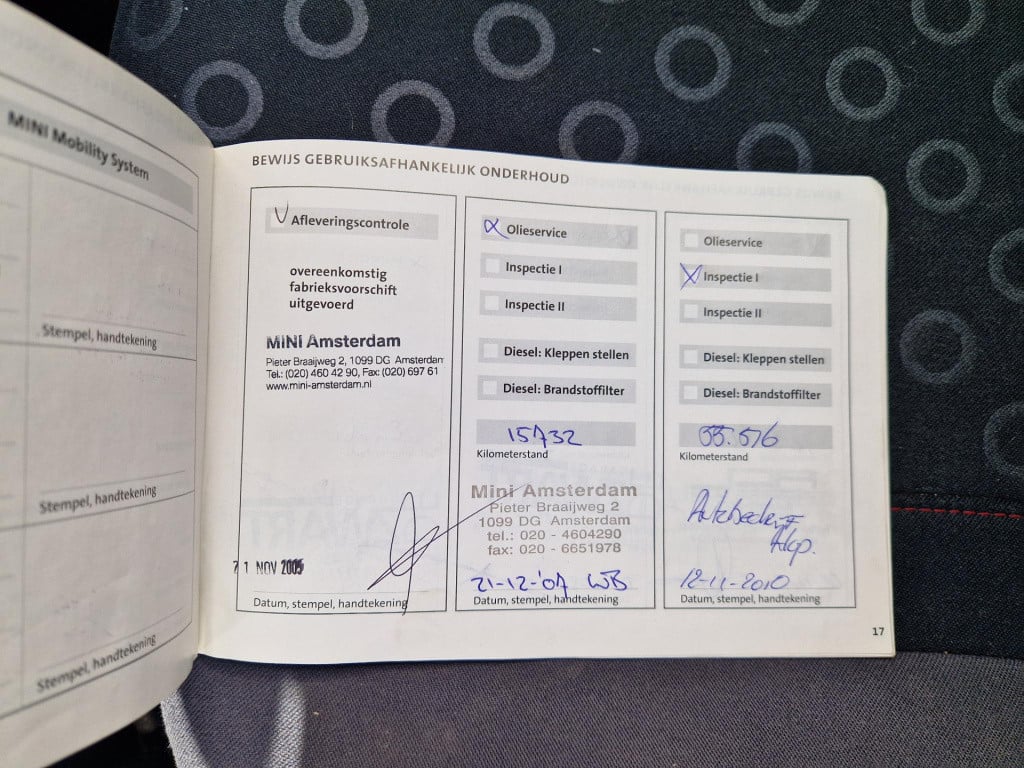 MINI Mobility System
Stempel, handtekening
Stempel, handtekening
Stempel, handtekening
BEWIJS GEBRUIKSAFHANKELIJK ONDERHOUD
Afleveringscontrole
overeenkomstig
fabrieksvoorschift
uitgevoerd
MINI Amsterdam
Pieter Braaijweg 2, 1099 DG Amsterdam
Tel.: (020) 460 42 90, Fax: (020) 697 61
www.mini-amsterdam.nl
1 NOV 2005
Datum, stempel, handtekening
Olieservice
Inspectie I
Inspectie II
Diesel: Kleppen stellen
Diesel: Brandstoffilter
15732
Kilometerstand
Mini Amsterdam
Pieter Braaijweg 2
1099 DG Amsterdam
tel.: 020 - 4604290
fax: 020 - 6651978
21-12-'07 WB
Datum, stempel, handtekening
Olieservice
Inspectie I
Inspectie II
Diesel: Kleppen stellen
Diesel: Brandstoffilter
Kilometerstand
12-11-2010
Datum, stempel, handtekening
17